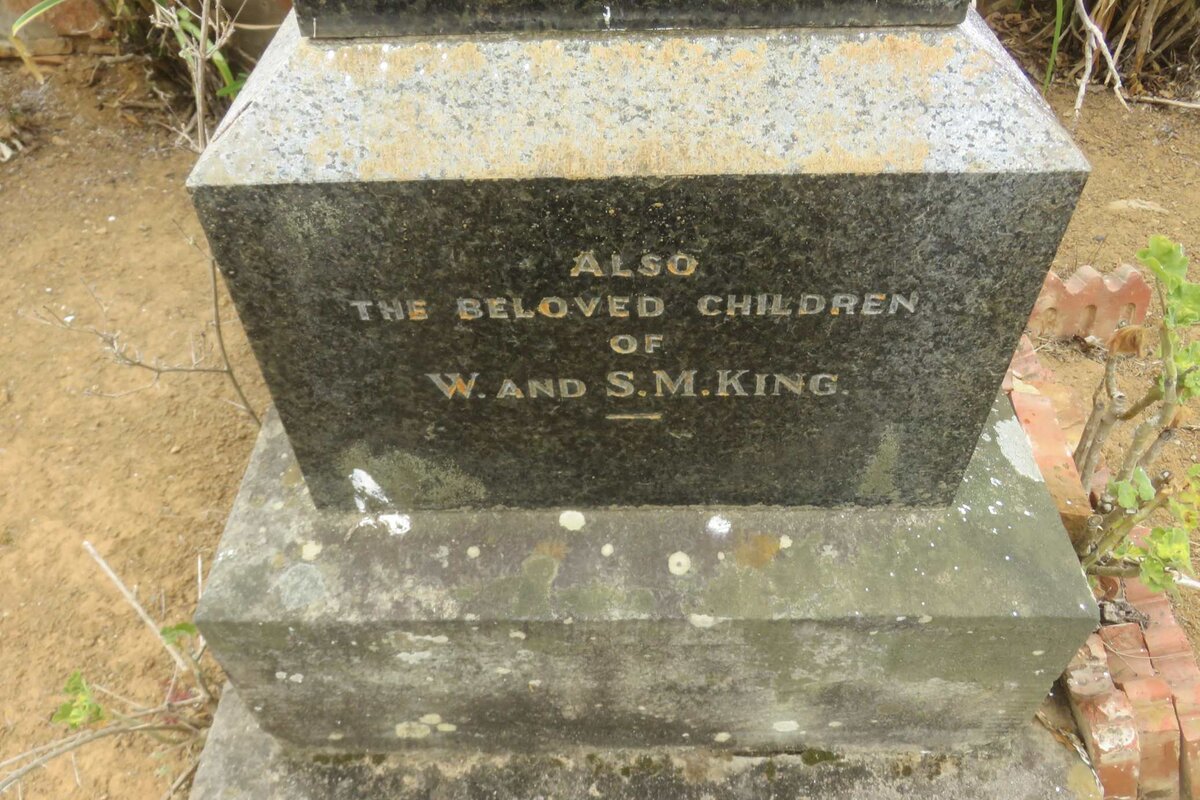 ALSO
THE BELOVED CHILDREN
OF
W. AND S. M. KING.